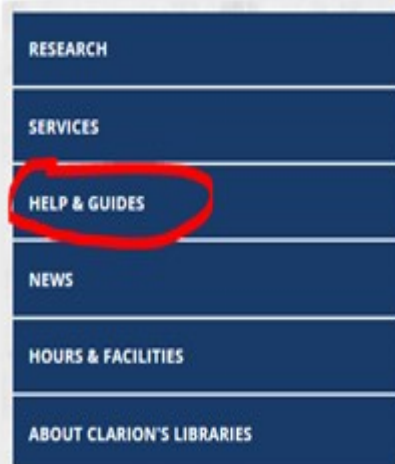 RESEARCH
SERVICES
HELP & GUIDES
NEWS
HOURS & FACILITIES
ABOUT CLARION'S LIBRARIES